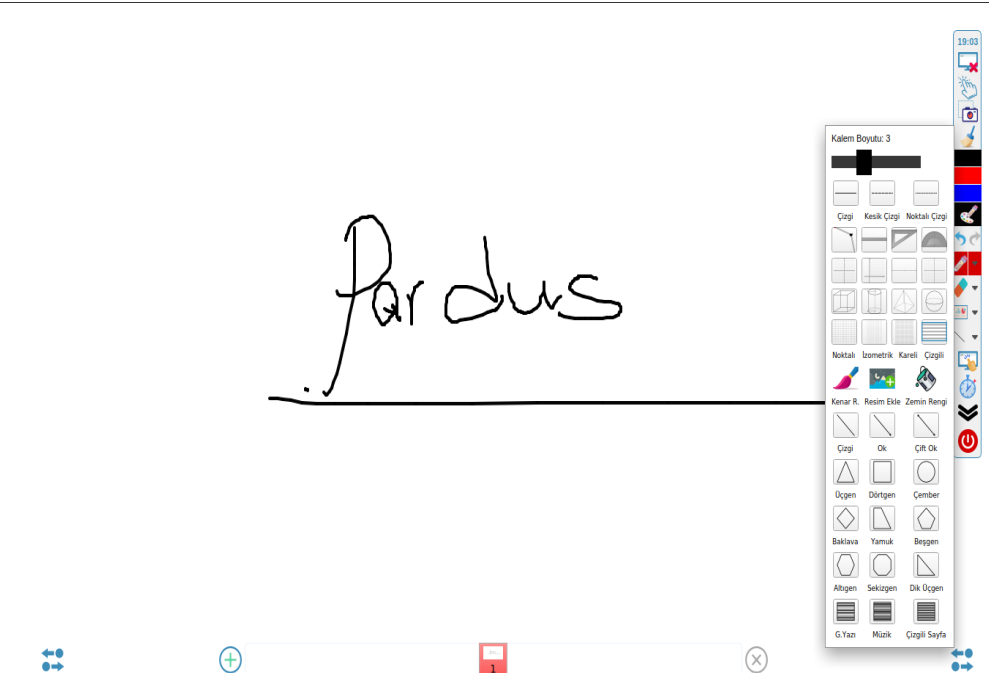 19:03
Kalem Boyutu: 3
Çizgi Kesik Çizgi Noktalı Çizgi
Pardus
Noktalı İzometrik Kareli Çizgili
Kenar R. Resim Ekle Zemin Rengi
Çizgi Ok Çift Ok
Üçgen Dörtgen Çember
Baklava Yamuk Beşgen
Altıgen Sekizgen Dik Üçgen
G.Yazı Müzik Çizgili Sayfa
1